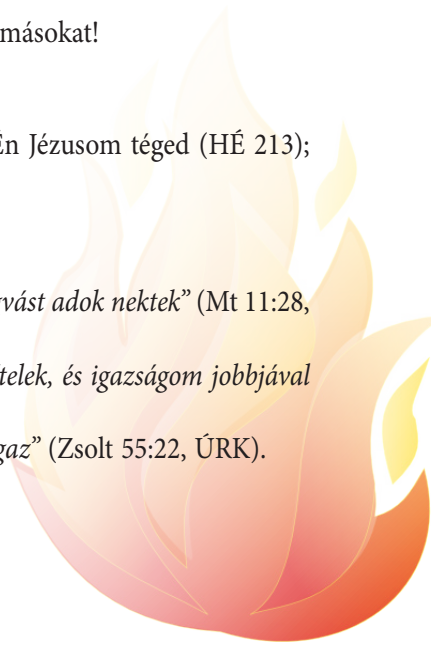 másokat!
Én Jézusom téged (HÉ 213);
vást adok nektek” (Mt 11:28,
telek, és igazságom jobbjával
gaz” (Zsolt 55:22, ÚRK).